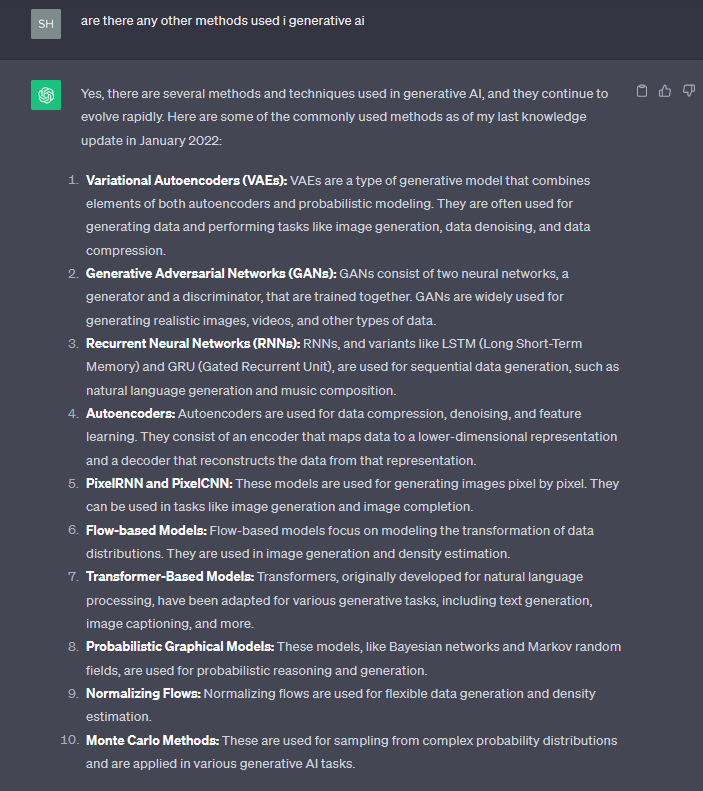 SH
are there any other methods used i generative ai
Yes, there are several methods and techniques used in generative AI, and they continue to
evolve rapidly. Here are some of the commonly used methods as of my last knowledge
update in January 2022:
1. Variational Autoencoders (VAEs): VAEs are a type of generative model that combines
elements of both autoencoders and probabilistic modeling. They are often used for
generating data and performing tasks like image generation, data denoising, and data
compression.
2. Generative Adversarial Networks (GANs): GANs consist of two neural networks, a
generator and a discriminator, that are trained together. GANs are widely used for
generating realistic images, videos, and other types of data.
3. Recurrent Neural Networks (RNNs): RNNs, and variants like LSTM (Long Short-Term
Memory) and GRU (Gated Recurrent Unit), are used for sequential data generation, such as
natural language generation and music composition.
4. Autoencoders: Autoencoders are used for data compression, denoising, and feature
learning. They consist of an encoder that maps data to a lower-dimensional representation
and a decoder that reconstructs the data from that representation.
5. PixelRNN and PixelCNN: These models are used for generating images pixel by pixel. They
can be used in tasks like image generation and image completion.
6. Flow-based Models: Flow-based models focus on modeling the transformation of data
distributions. They are used in image generation and density estimation.
7. Transformer-Based Models: Transformers, originally developed for natural language
processing, have been adapted for various generative tasks, including text generation,
image captioning, and more.
8. Probabilistic Graphical Models: These models, like Bayesian networks and Markov random
fields, are used for probabilistic reasoning and generation.
9. Normalizing Flows: Normalizing flows are used for flexible data generation and density
estimation.
10. Monte Carlo Methods: These are used for sampling from complex probability distributions
and are applied in various generative AI tasks.